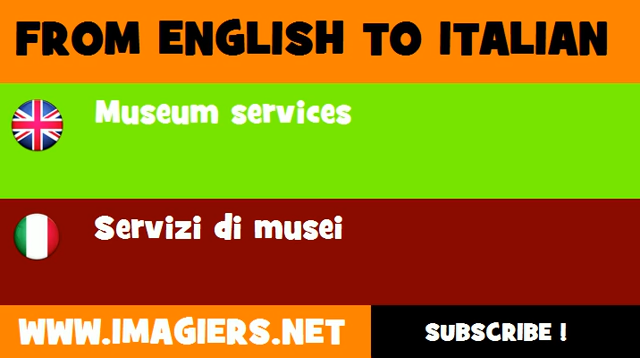 FROM ENGLISH TO ITALIAN
Museum services
Servizi di musei
WWW.IMAGIERS.NET
SUBSCRIBE !